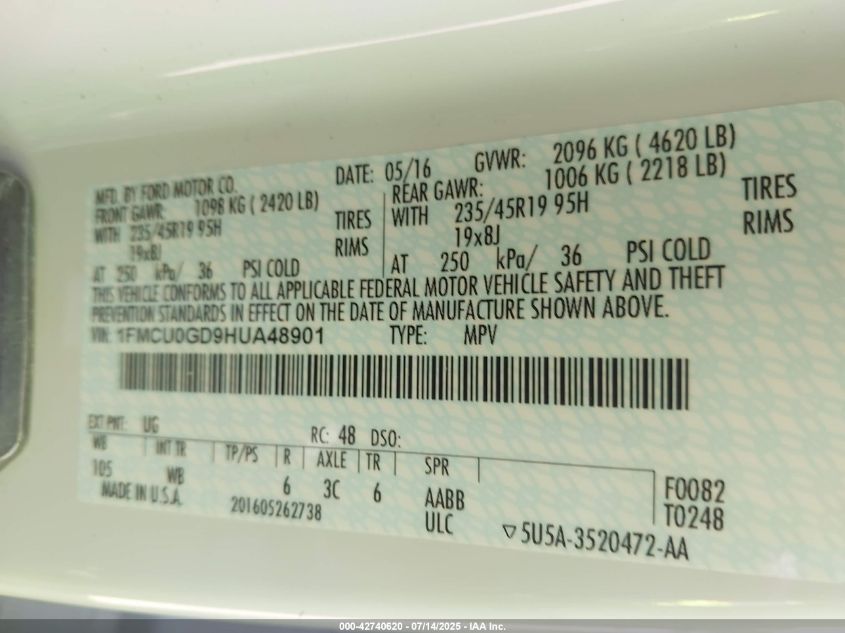 MFD. BY FORD MOTOR CO.
DATE: 05/16
GVWR: 2096 KG ( 4620 LB)
FRONT GAWR: 1098 KG ( 2420 LB)
REAR GAWR: 1006 KG ( 2218 LB)
WITH 235/45R19 95H TIRES
WITH 235/45R19 95H TIRES
19x8J RIMS
19x8J RIMS
AT 250 kPa/ 36 PSI COLD
AT 250 kPa/ 36 PSI COLD
THIS VEHICLE CONFORMS TO ALL APPLICABLE FEDERAL MOTOR VEHICLE SAFETY AND THEFT
PREVENTION STANDARDS IN EFFECT ON THE DATE OF MANUFACTURE SHOWN ABOVE.
VIN: 1FMCU0GD9HUA48901 TYPE: MPV
EXT PNT: UG RC: 48 DSO:
WB INT TR TP/PS R AXLE TR SPR
105 WB 6 3C 6 AABB F0082
MADE IN U.S.A. 201605262738 ULC T0248
5U5A-3520472-AA
000-42740620 - 07/14/2025 - IAA Inc.